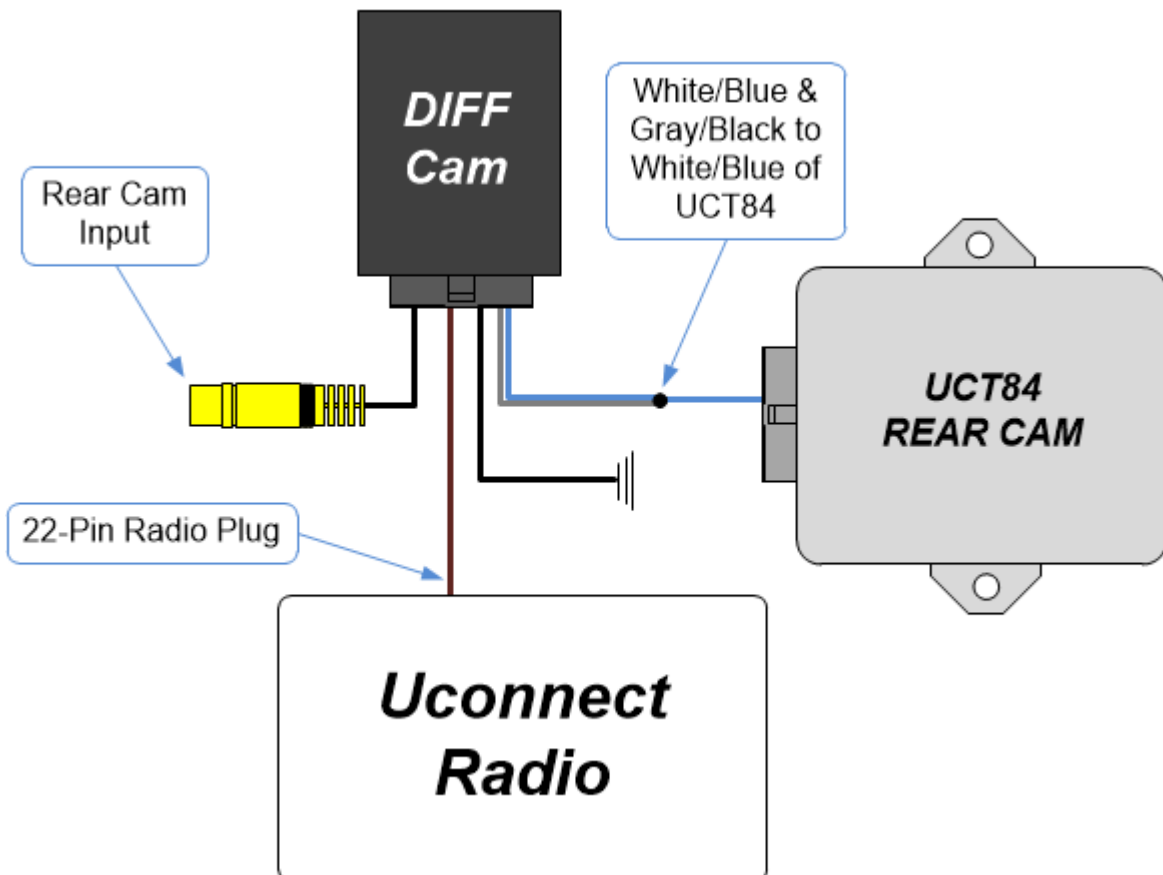 DIFF
Cam
White/Blue &
Gray/Black to
White/Blue of
UCT84
Rear Cam
Input
UCT84
REAR CAM
22-Pin Radio Plug
Uconnect
Radio